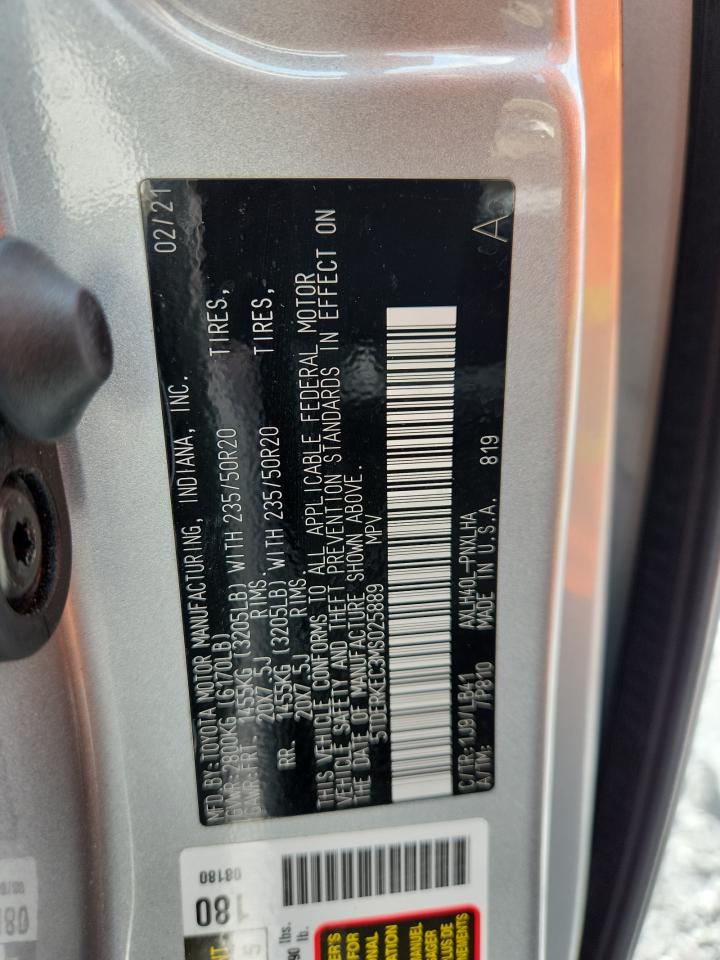 MFD BY: TOYOTA MOTOR MANUFACTURING, INDIANA, INC. 02/21
GVWR: 2800KG (6170LB)
GAWR: FRT 1455KG (3205LB) WITH 235/50R20 TIRES,
20X7.5J RIMS.
RR. 1455KG (3205LB) WITH 235/50R20 TIRES,
20X7.5J RIMS.
THIS VEHICLE CONFORMS TO ALL APPLICABLE FEDERAL MOTOR
VEHICLE SAFETY AND THEFT PREVENTION STANDARDS IN EFFECT ON
THE DATE OF MANUFACTURE SHOWN ABOVE.
5TDERKEC3MS025889 MPV
C/TR: 1J9/LB41 AXLH40L-PNXLHA 819 A
A/TM: /P810 MADE IN U.S.A.
180 08180